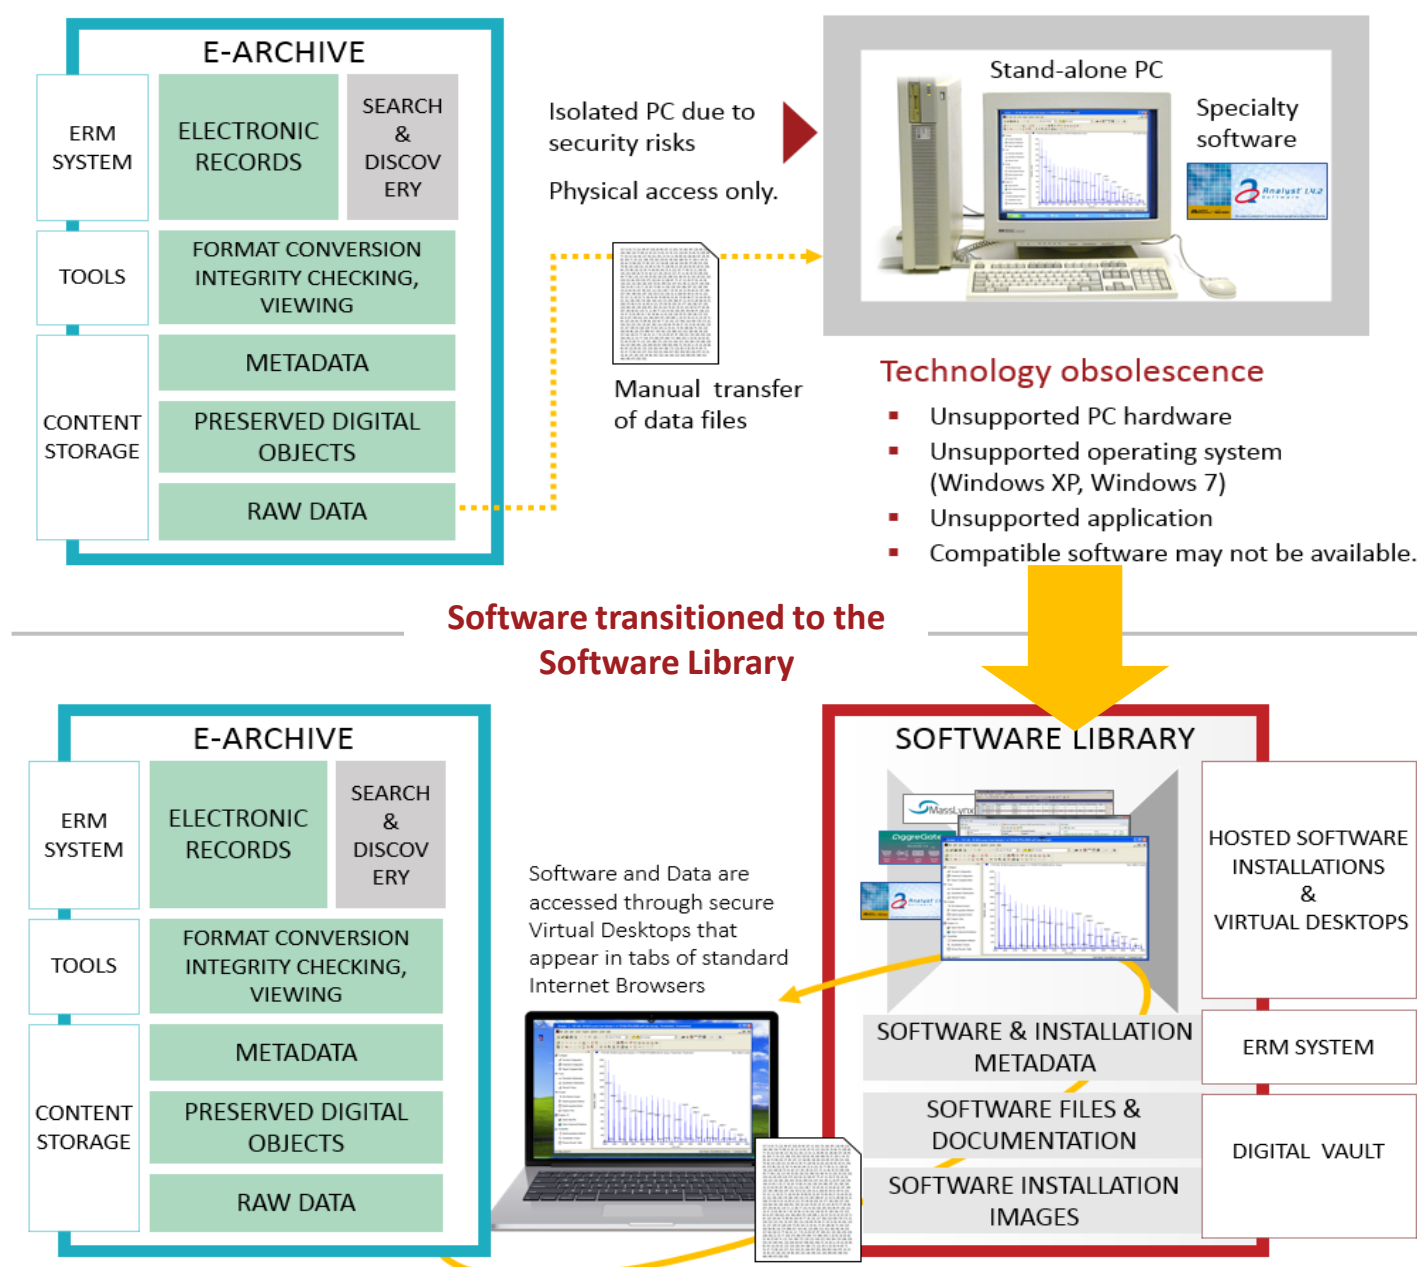 E-ARCHIVE
ERM
SYSTEM
ELECTRONIC
RECORDS
SEARCH
&
DISCOV
ERY
TOOLS
FORMAT CONVERSION
INTEGRITY CHECKING,
VIEWING
CONTENT
STORAGE
METADATA
PRESERVED DIGITAL
OBJECTS
RAW DATA
Isolated PC due to
security risks
Physical access only.
Manual transfer
of data files
Stand-alone PC
Specialty
software
Analyst 1.4.2
Software
Technology obsolescence
Unsupported PC hardware
Unsupported operating system
(Windows XP, Windows 7)
Unsupported application
Compatible software may not be available.
Software transitioned to the
Software Library
E-ARCHIVE
ERM
SYSTEM
ELECTRONIC
RECORDS
SEARCH
&
DISCOV
ERY
TOOLS
FORMAT CONVERSION
INTEGRITY CHECKING,
VIEWING
CONTENT
STORAGE
METADATA
PRESERVED DIGITAL
OBJECTS
RAW DATA
Software and Data are
accessed through secure
Virtual Desktops that
appear in tabs of standard
Internet Browsers
SOFTWARE LIBRARY
MassLynx
Analyst
SOFTWARE & INSTALLATION
METADATA
SOFTWARE FILES &
DOCUMENTATION
SOFTWARE INSTALLATION
IMAGES
HOSTED SOFTWARE
INSTALLATIONS
&
VIRTUAL DESKTOPS
ERM SYSTEM
DIGITAL VAULT